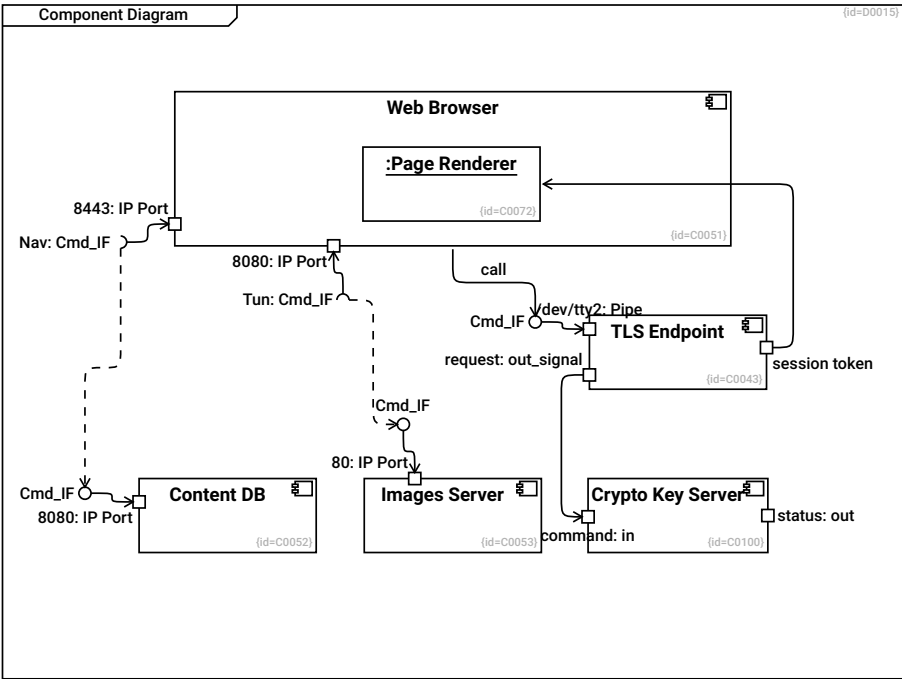 Component Diagram
{id=D0015}
Web Browser
:Page Renderer
{id=C0072}
8443: IP Port
{id=C0051}
Nav: Cmd_IF
8080: IP Port
call
Tun: Cmd_IF
/dev/tty2: Pipe
Cmd_IF
TLS Endpoint
request: out_signal
session token
{id=C0043}
Cmd_IF
80: IP Port
Cmd_IF
Content DB
Images Server
Crypto Key Server
8080: IP Port
status: out
command: in
{id=C0052}
{id=C0053}
{id=C0100}